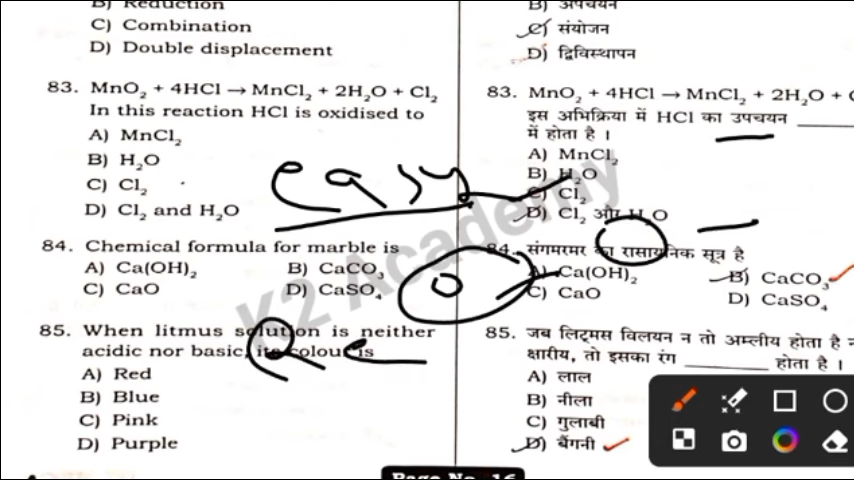 B) Reduction
C) Combination
D) Double displacement
83. MnO₂ + 4HCl → MnCl₂ + 2H₂O + Cl₂
In this reaction HCl is oxidised to
A) MnCl₂
B) H₂O
C) Cl₂
D) Cl₂ and H₂O
84. Chemical formula for marble is
A) Ca(OH)₂ B) CaCO₃
C) CaO D) CaSO₄
85. When litmus solution is neither
acidic nor basic, its colour is
A) Red
B) Blue
C) Pink
D) Purple
B) अपचयन
C) संयोजन
D) द्विविस्थापन
83. MnO₂ + 4HCl → MnCl₂ + 2H₂O + C
इस अभिक्रिया में HCl का उपचयन ______
में होता है ।
A) MnCl₂
B) H₂O
C) Cl₂
D) Cl₂ और H₂O
84. संगमरमर का रासायनिक सूत्र है
A) Ca(OH)₂ B) CaCO₃
C) CaO D) CaSO₄
85. जब लिट्मस विलयन न तो अम्लीय होता है
क्षारीय, तो इसका रंग ________ होता है ।
A) लाल
B) नीला
C) गुलाबी
D) बैंगनी
easy
K2 Academy
Page No. 16